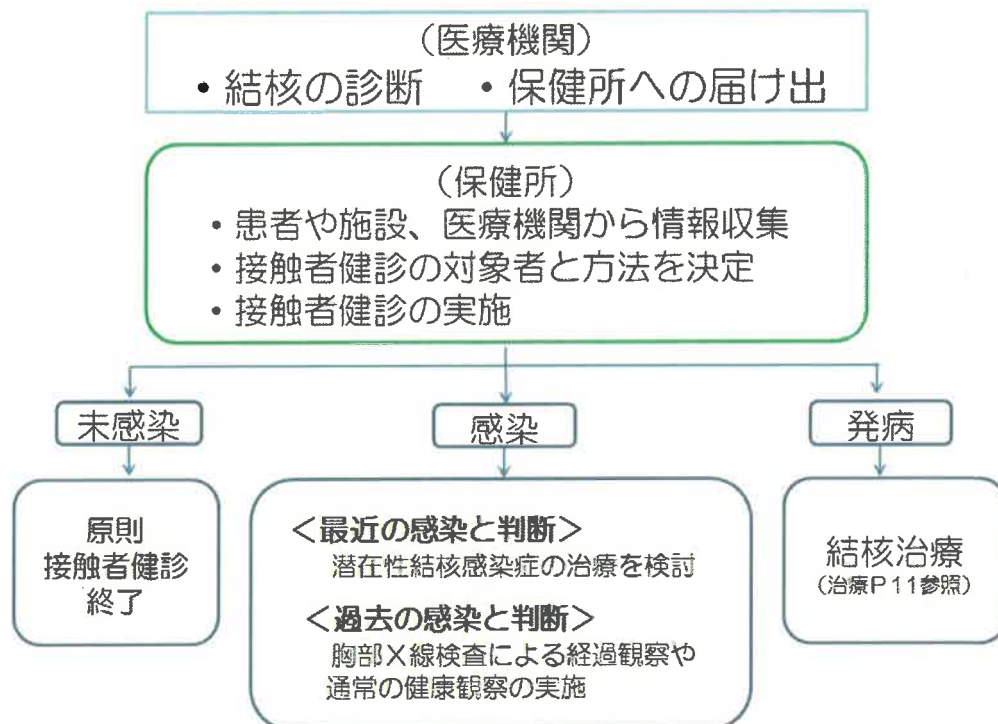 （医療機関）
・結核の診断　・保健所への届け出
（保健所）
・患者や施設、医療機関から情報収集
・接触者健診の対象者と方法を決定
・接触者健診の実施
未感染
感染
発病
原則
接触者健診
終了
＜最近の感染と判断＞
潜在性結核感染症の治療を検討
＜過去の感染と判断＞
胸部X線検査による経過観察や
通常の健康観察の実施
結核治療
（治療P11参照）